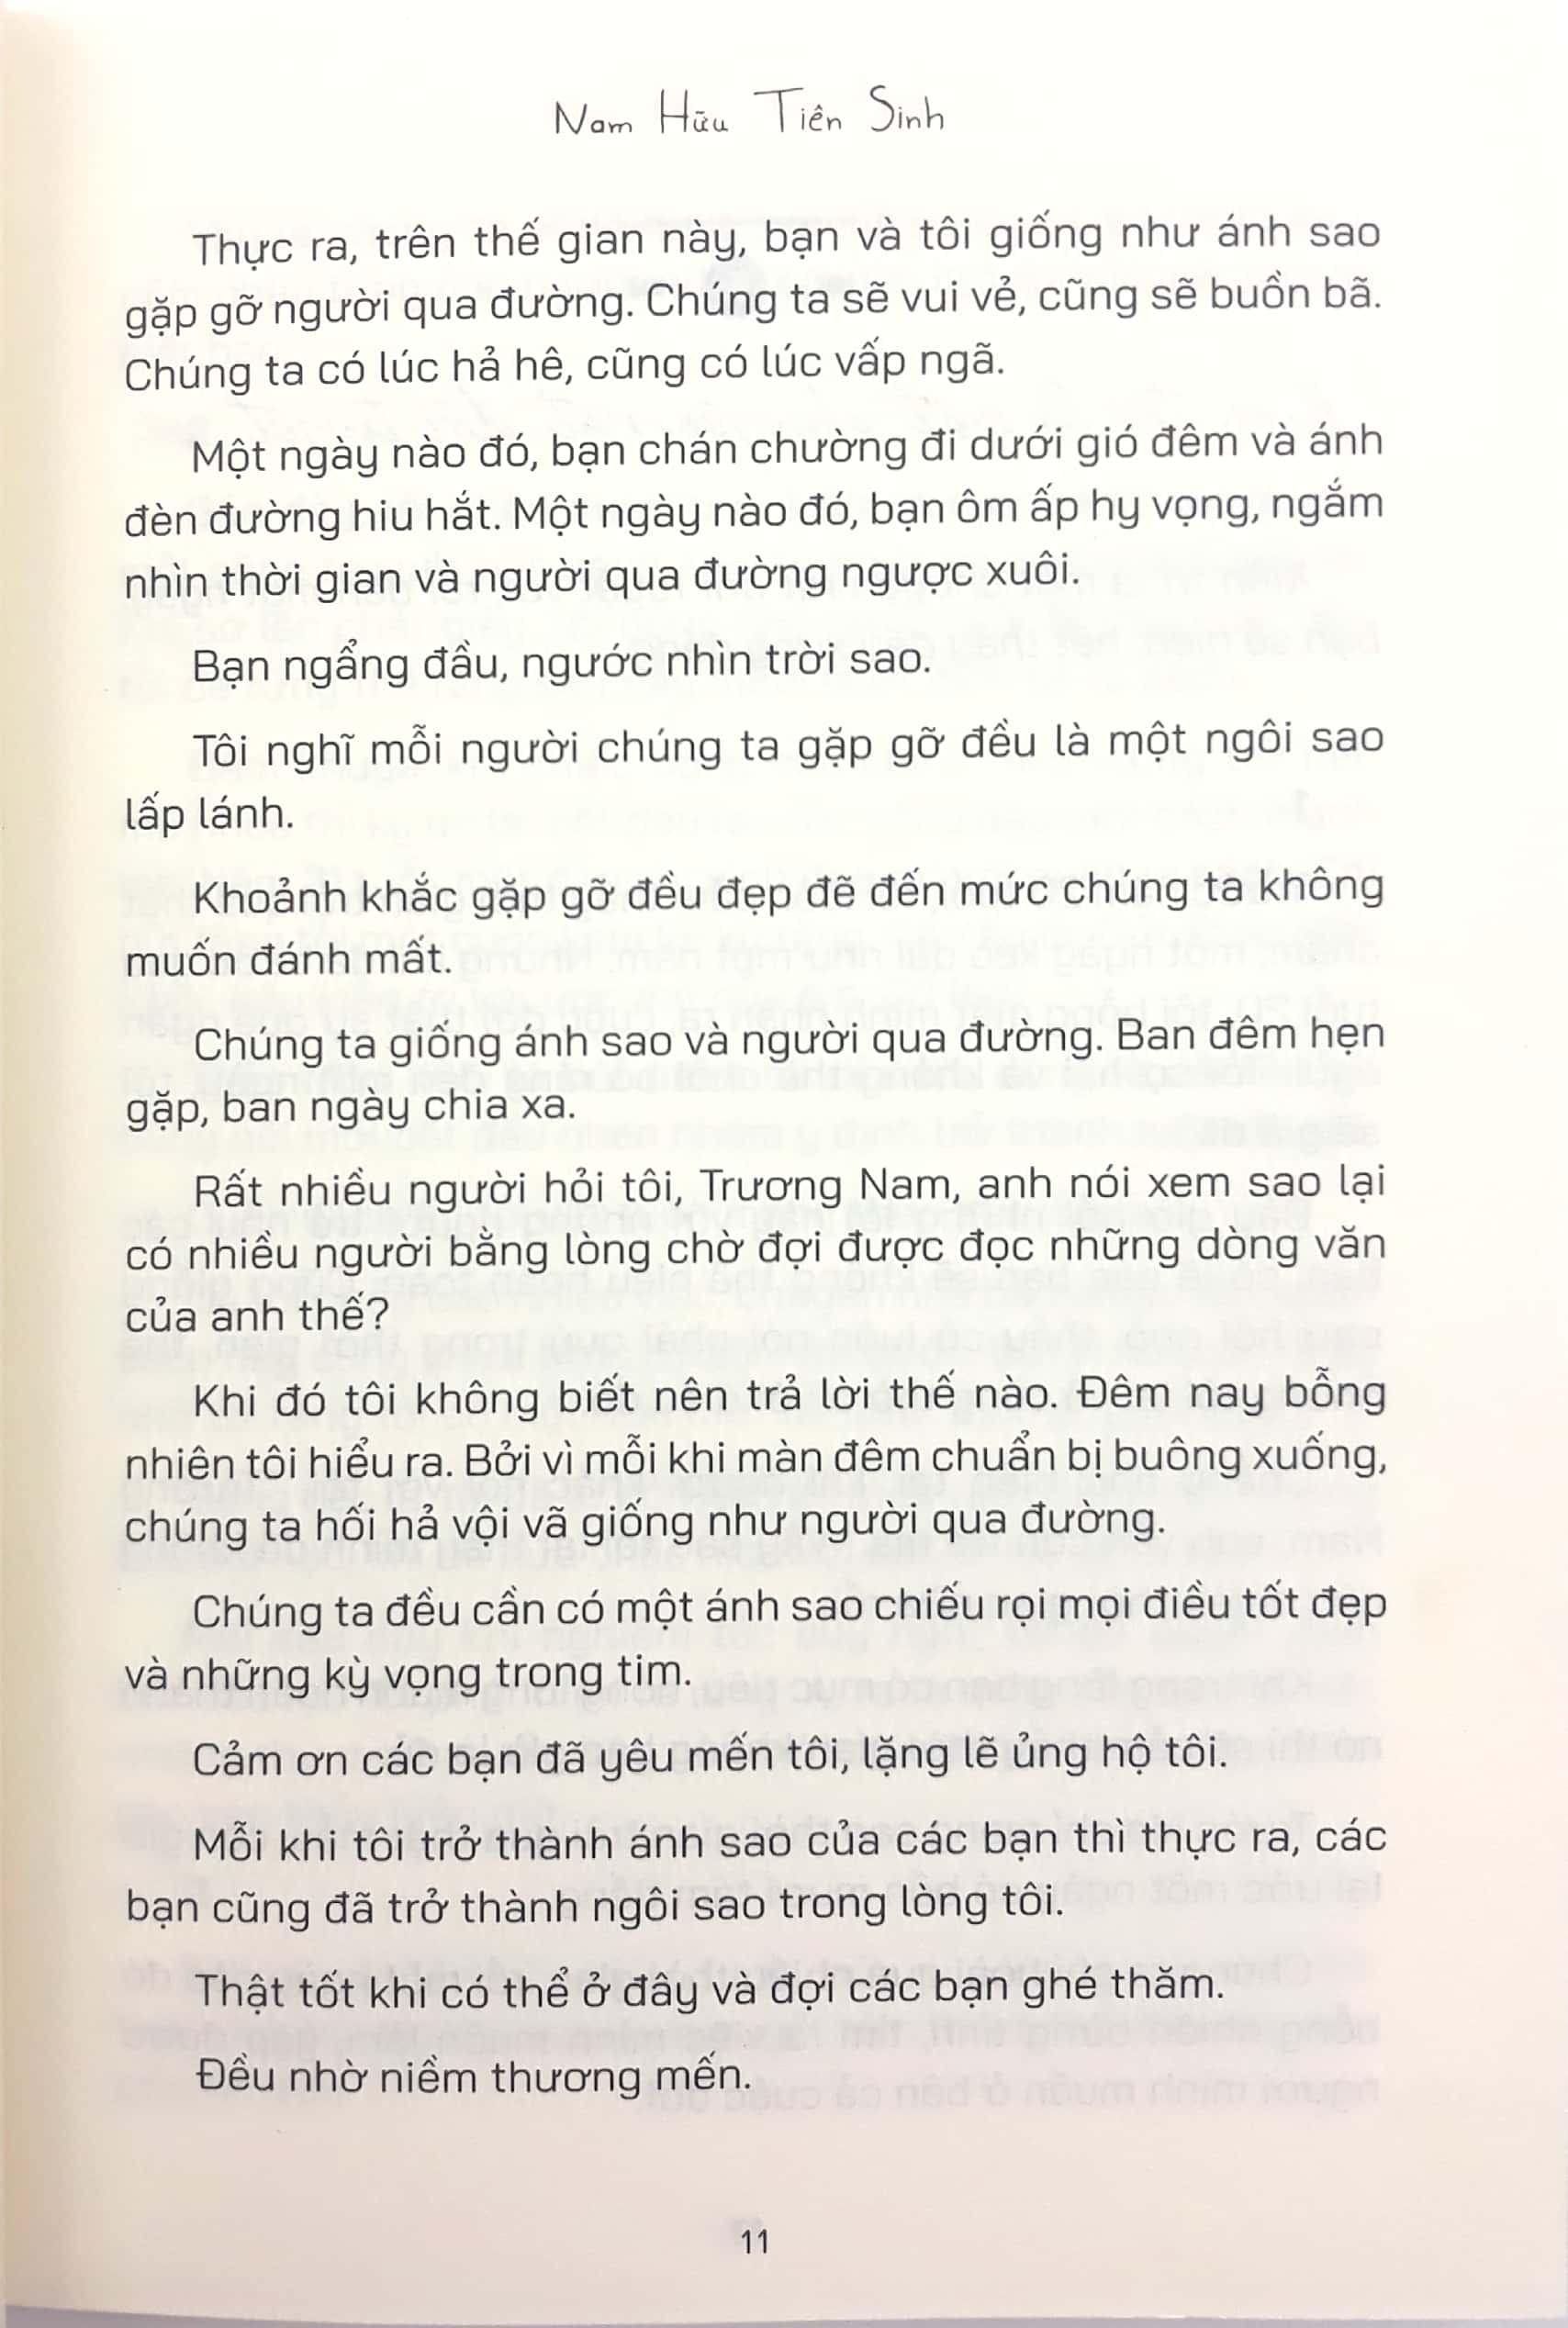 Nam Hữu Tiên Sinh
Thực ra, trên thế gian này, bạn và tôi giống như ánh sao
gặp gỡ người qua đường. Chúng ta sẽ vui vẻ, cũng sẽ buồn bã.
Chúng ta có lúc hả hê, cũng có lúc vấp ngã.
Một ngày nào đó, bạn chán chường đi dưới gió đêm và ánh
đèn đường hiu hắt. Một ngày nào đó, bạn ôm ấp hy vọng, ngắm
nhìn thời gian và người qua đường ngược xuôi.
Bạn ngẩng đầu, ngước nhìn trời sao.
Tôi nghĩ mỗi người chúng ta gặp gỡ đều là một ngôi sao
lấp lánh.
Khoảnh khắc gặp gỡ đều đẹp đẽ đến mức chúng ta không
muốn đánh mất.
Chúng ta giống ánh sao và người qua đường. Ban đêm hẹn
gặp, ban ngày chia xa.
Rất nhiều người hỏi tôi, Trương Nam, anh nói xem sao lại
có nhiều người bằng lòng chờ đợi được đọc những dòng văn
của anh thế?
Khi đó tôi không biết nên trả lời thế nào. Đêm nay bỗng
nhiên tôi hiểu ra. Bởi vì mỗi khi màn đêm chuẩn bị buông xuống,
chúng ta hối hả vội vã giống như người qua đường.
Chúng ta đều cần có một ánh sao chiếu rọi mọi điều tốt đẹp
và những kỳ vọng trong tim.
Cảm ơn các bạn đã yêu mến tôi, lặng lẽ ủng hộ tôi.
Mỗi khi tôi trở thành ánh sao của các bạn thì thực ra, các
bạn cũng đã trở thành ngôi sao trong lòng tôi.
Thật tốt khi có thể ở đây và đợi các bạn ghé thăm.
Đều nhờ niềm thương mến.
11